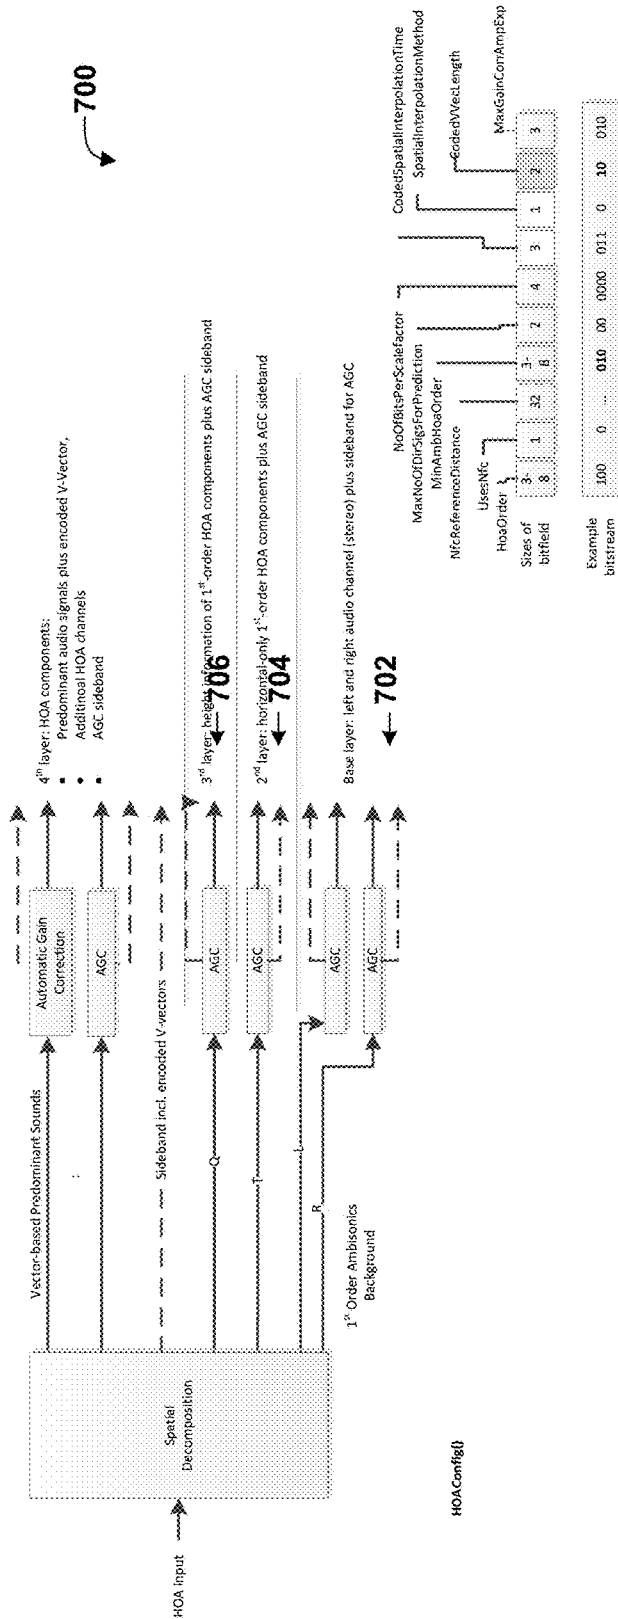 700
HOA input
Spatial
Decomposition
Vector-based Predominant Sounds
:
Sideband incl. encoded V-vectors
Q
T
L
R
1st Order Ambisonics
Background
Automatic Gain
Correction
AGC
AGC
AGC
AGC
AGC
4th layer: HOA components:
• Predominant audio signals plus encoded V-Vector,
• Additinoal HOA channels
• AGC sideband
3rd layer: height information of 1st-order HOA components plus AGC sideband
706
2nd layer: horizontal-only 1st-order HOA components plus AGC sideband
704
Base layer: left and right audio channel (stereo) plus sideband for AGC
702
HOAConfig()
NoOfBitsPerScalefactor
MaxNoOfDirSigsForPrediction
MinAmbHoaOrder
NfcReferenceDistance
UsesNfc
HoaOrder
CodedSpatialInterpolationTime
SpatialInterpolationMethod
CodedVVecLength
MaxGainCorrAmpExp
Sizes of
bitfield
3-
8
1
32
3-
8
2
4
3
1
2
3
Example
bitstream
100
0
..
010
00
0000
011
0
10
010